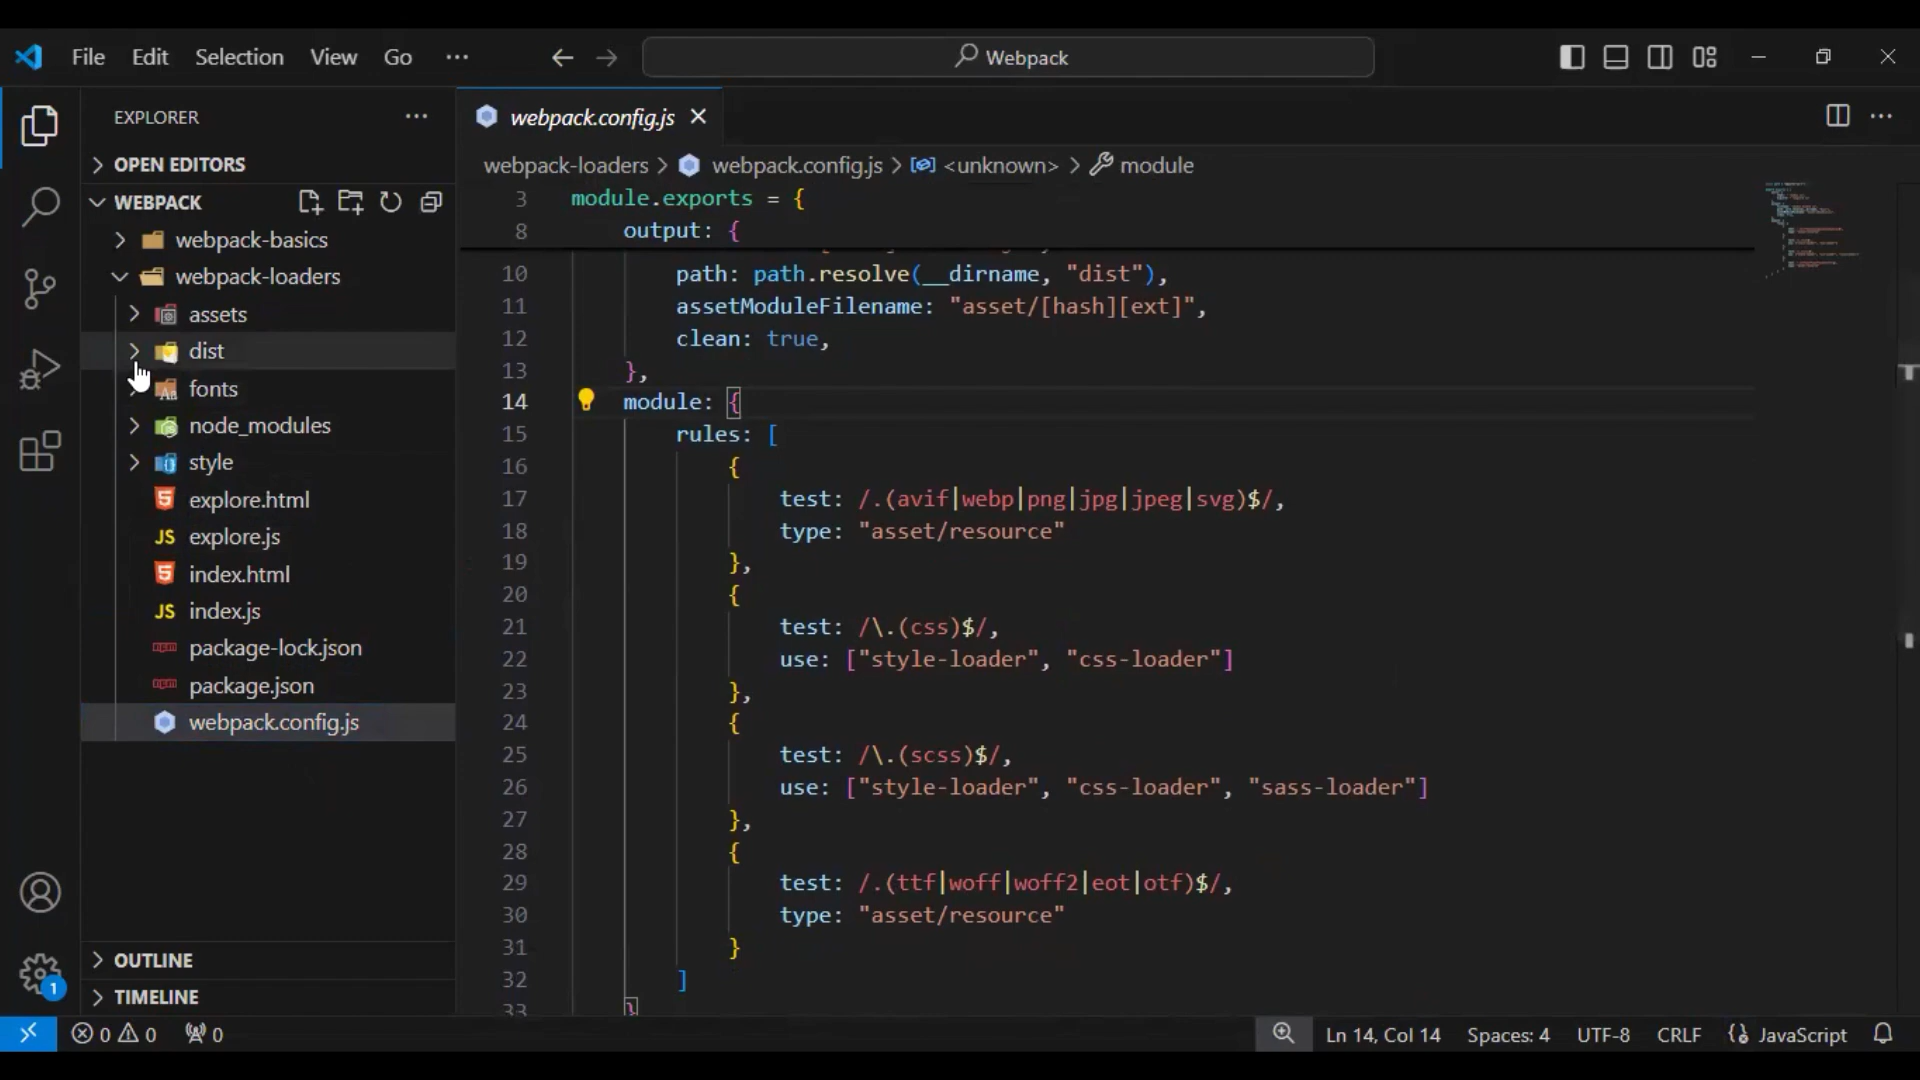 File Edit Selection View Go ··· Webpack
EXPLORER ···
webpack.config.js
OPEN EDITORS
webpack-loaders > webpack.config.js > <unknown> > module
WEBPACK
webpack-basics
webpack-loaders
assets
dist
fonts
node_modules
style
explore.html
explore.js
index.html
index.js
package-lock.json
package.json
webpack.config.js
OUTLINE
TIMELINE
3 module.exports = {
8 output: {
10 path: path.resolve(__dirname, "dist"),
11 assetModuleFilename: "asset/[hash][ext]",
12 clean: true,
13 },
14 module: {
15 rules: [
16 {
17 test: /.(avif|webp|png|jpg|jpeg|svg)$/,
18 type: "asset/resource"
19 },
20 {
21 test: /\.(css)$/,
22 use: ["style-loader", "css-loader"]
23 },
24 {
25 test: /\.(scss)$/,
26 use: ["style-loader", "css-loader", "sass-loader"]
27 },
28 {
29 test: /.(ttf|woff|woff2|eot|otf)$/,
30 type: "asset/resource"
31 }
32 ]
33 }
1
0 0 0 Ln 14, Col 14 Spaces: 4 UTF-8 CRLF JavaScript